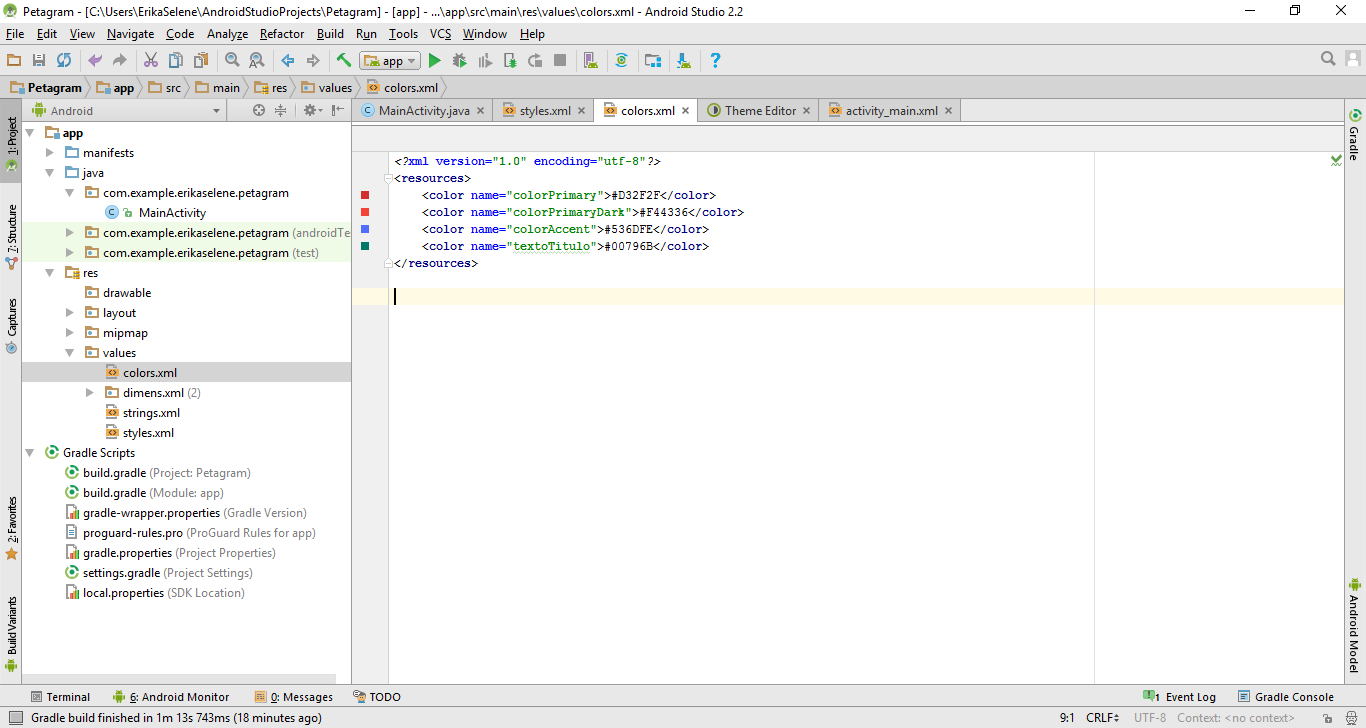 Petagram - [C:\Users\ErikaSelene\AndroidStudioProjects\Petagram] - [app] - ...\app\src\main\res\values\colors.xml - Android Studio 2.2
File Edit View Navigate Code Analyze Refactor Build Run Tools VCS Window Help
app
Petagram app src main res values colors.xml
Android
MainActivity.java styles.xml colors.xml Theme Editor activity_main.xml
1: Project
7: Structure
Captures
2: Favorites
Build Variants
app
manifests
java
com.example.erikaselene.petagram
MainActivity
com.example.erikaselene.petagram (androidTe
com.example.erikaselene.petagram (test)
res
drawable
layout
mipmap
values
colors.xml
dimens.xml (2)
strings.xml
styles.xml
Gradle Scripts
build.gradle (Project: Petagram)
build.gradle (Module: app)
gradle-wrapper.properties (Gradle Version)
proguard-rules.pro (ProGuard Rules for app)
gradle.properties (Project Properties)
settings.gradle (Project Settings)
local.properties (SDK Location)
<?xml version="1.0" encoding="utf-8"?>
<resources>
<color name="colorPrimary">#D32F2F</color>
<color name="colorPrimaryDark">#F44336</color>
<color name="colorAccent">#536DFE</color>
<color name="textoTitulo">#00796B</color>
</resources>
Gradle
Android Model
Terminal 6: Android Monitor 0: Messages TODO 1 Event Log Gradle Console
Gradle build finished in 1m 13s 743ms (18 minutes ago) 9:1 CRLF UTF-8 Context: <no context>